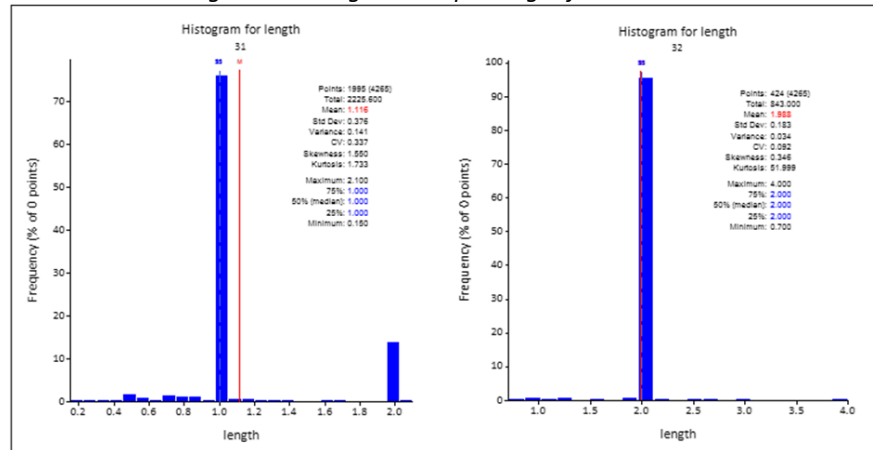 Histogram for length
31
M
Points: 1995 (4265)
Total: 2225.600
Mean: 1.116
Std Dev: 0.376
Variance: 0.141
CV: 0.337
Skewness: 1.550
Kurtosis: 1.733
Maximum: 2.100
75%: 1.000
50% (median): 1.000
25%: 1.000
Minimum: 0.150
Frequency (% of 0 points)
70
60
50
40
30
20
10
0
0.2 0.4 0.6 0.8 1.0 1.2 1.4 1.6 1.8 2.0
length
Histogram for length
32
Points: 424 (4265)
Total: 843.000
Mean: 1.988
Std Dev: 0.183
Variance: 0.034
CV: 0.092
Skewness: 0.346
Kurtosis: 51.999
Maximum: 4.000
75%: 2.000
50% (median): 2.000
25%: 2.000
Minimum: 0.700
Frequency (% of 0 points)
100
90
80
70
60
50
40
30
20
10
0
1.0 1.5 2.0 2.5 3.0 3.5 4.0
length